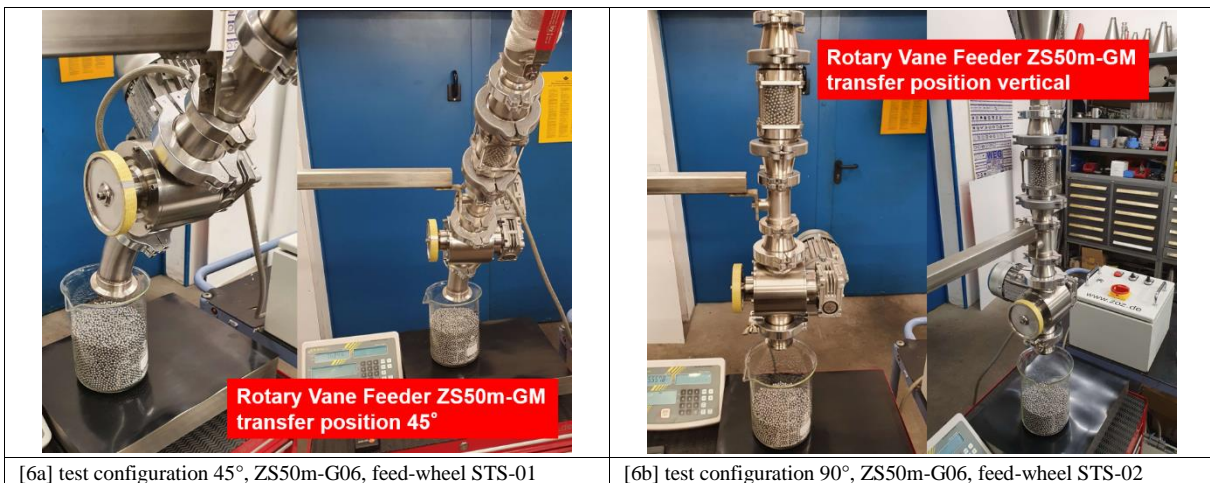 Rotary Vane Feeder ZS50m-GM
transfer position 45°
Rotary Vane Feeder ZS50m-GM
transfer position vertical
www.zoz.de
[6a] test configuration 45°, ZS50m-G06, feed-wheel STS-01
[6b] test configuration 90°, ZS50m-G06, feed-wheel STS-02